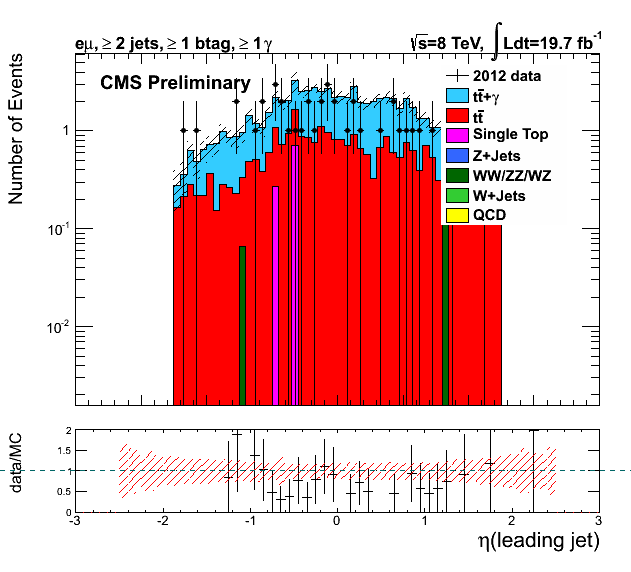 eμ, ≥ 2 jets, ≥ 1 btag, ≥ 1 γ
√s=8 TeV, ∫Ldt=19.7 fb⁻¹
CMS Preliminary
2012 data
tt̄+γ
tt̄
Single Top
Z+Jets
WW/ZZ/WZ
W+Jets
QCD
Number of Events
1
10⁻¹
10⁻²
data/MC
2
1.5
1
0.5
0
-3 -2 -1 0 1 2 3
η(leading jet)